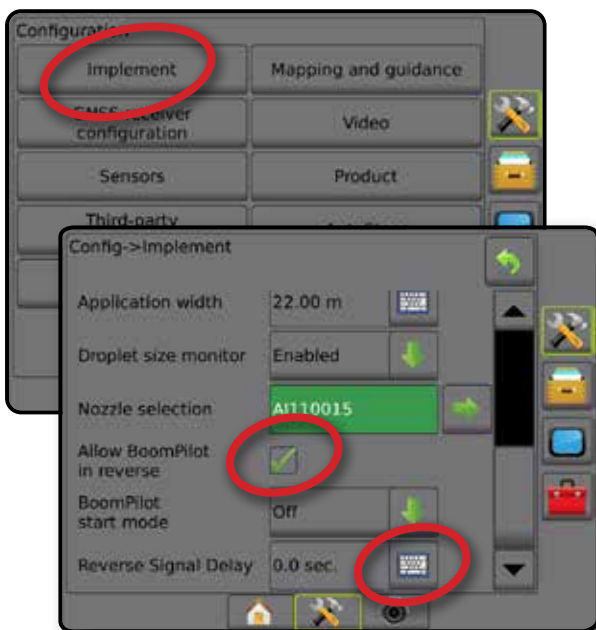 Configuration
Implement
Mapping and guidance
GNSS receiver
configuration
Video
Sensors
Product
Third-party
Config->Implement
Application width
22.00 m
Droplet size monitor
Enabled
Nozzle selection
AI110015
Allow BoomPilot
in reverse
BoomPilot
start mode
Off
Reverse Signal Delay
0.0 sec.